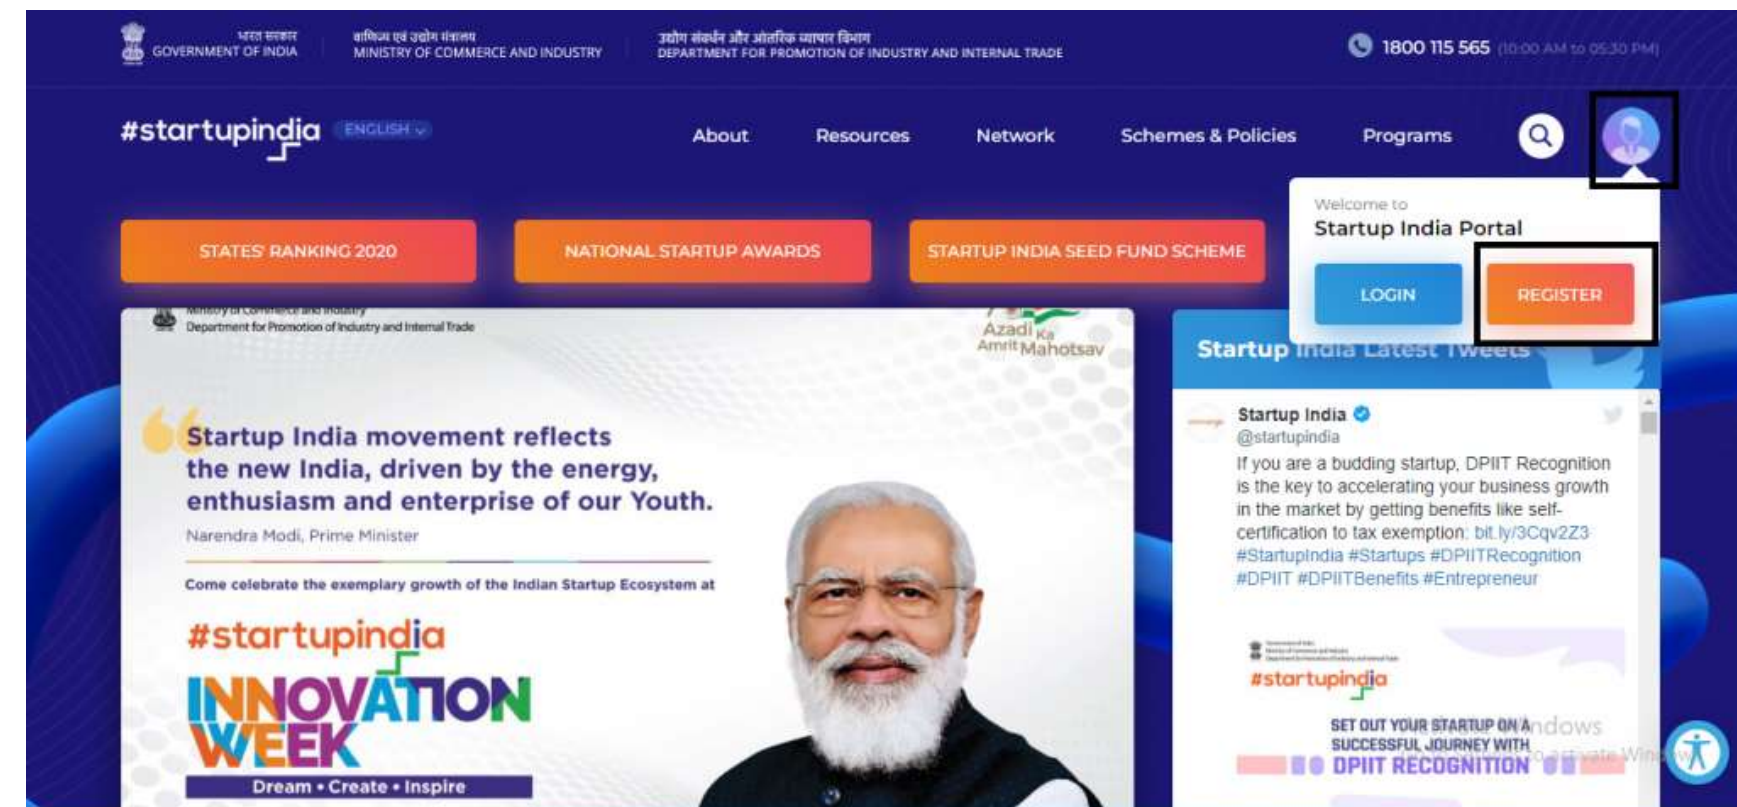 भारत सरकार
GOVERNMENT OF INDIA
वाणिज्य एवं उद्योग मंत्रालय
MINISTRY OF COMMERCE AND INDUSTRY
उद्योग संवर्धन और आंतरिक व्यापार विभाग
DEPARTMENT FOR PROMOTION OF INDUSTRY AND INTERNAL TRADE
1800 115 565 (10:00 AM to 05:30 PM)
#startupindia
ENGLISH
About
Resources
Network
Schemes & Policies
Programs
Welcome to
Startup India Portal
LOGIN
REGISTER
STATES' RANKING 2020
NATIONAL STARTUP AWARDS
STARTUP INDIA SEED FUND SCHEME
Ministry of Commerce and Industry
Department for Promotion of Industry and Internal Trade
Azadi Ka
Amrit Mahotsav
Startup India movement reflects
the new India, driven by the energy,
enthusiasm and enterprise of our Youth.
Narendra Modi, Prime Minister
Come celebrate the exemplary growth of the Indian Startup Ecosystem at
#startupindia
INNOVATION
WEEK
Dream • Create • Inspire
Startup India Latest Tweets
Startup India
@startupindia
If you are a budding startup, DPIIT Recognition
is the key to accelerating your business growth
in the market by getting benefits like self-
certification to tax exemption: bit.ly/3Cqv2Z3
#StartupIndia #Startups #DPIITRecognition
#DPIIT #DPIITBenefits #Entrepreneur
#startupindia
SET OUT YOUR STARTUP ON A
SUCCESSFUL JOURNEY WITH
DPIIT RECOGNITION